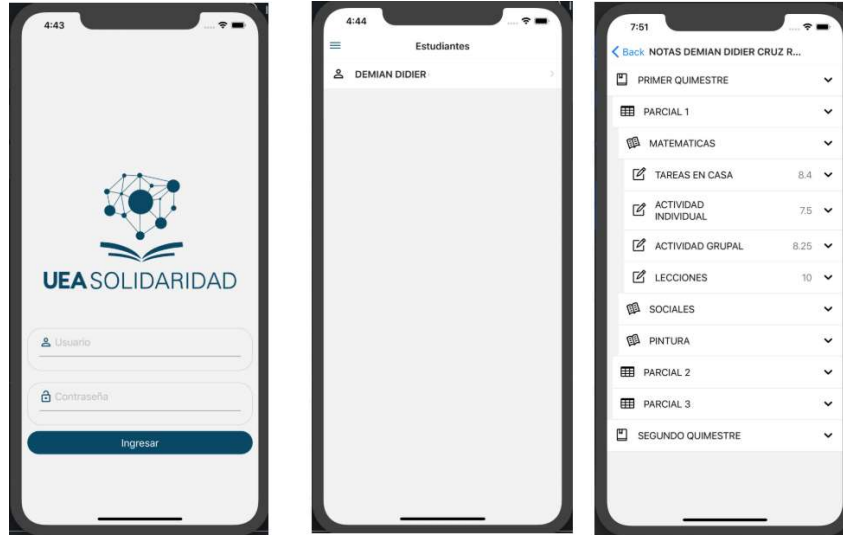 4:43
UEA SOLIDARIDAD
Usuario
Contraseña
Ingresar
4:44
Estudiantes
DEMIAN DIDIER
7:51
Back NOTAS DEMIAN DIDIER CRUZ R...
PRIMER QUIMESTRE
PARCIAL 1
MATEMATICAS
TAREAS EN CASA 8.4
ACTIVIDAD
INDIVIDUAL 7.5
ACTIVIDAD GRUPAL 8.25
LECCIONES 10
SOCIALES
PINTURA
PARCIAL 2
PARCIAL 3
SEGUNDO QUIMESTRE